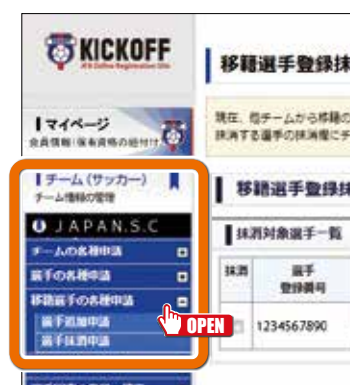 KICKOFF
JFA Online Registration Site
マイページ
会員情報・保有資格の紐付け
チーム (サッカー)
チーム情報の管理
JAPAN.S.C
チームの各種申請
選手の各種申請
移籍選手の各種申請
選手追加申請
選手抹消申請
OPEN
移籍選手登録抹
現在、他チームから移籍の
抹消する選手の抹消欄にチ
移籍選手登録抹
抹消対象選手一覧
抹消
選手
登録番号
1234567890